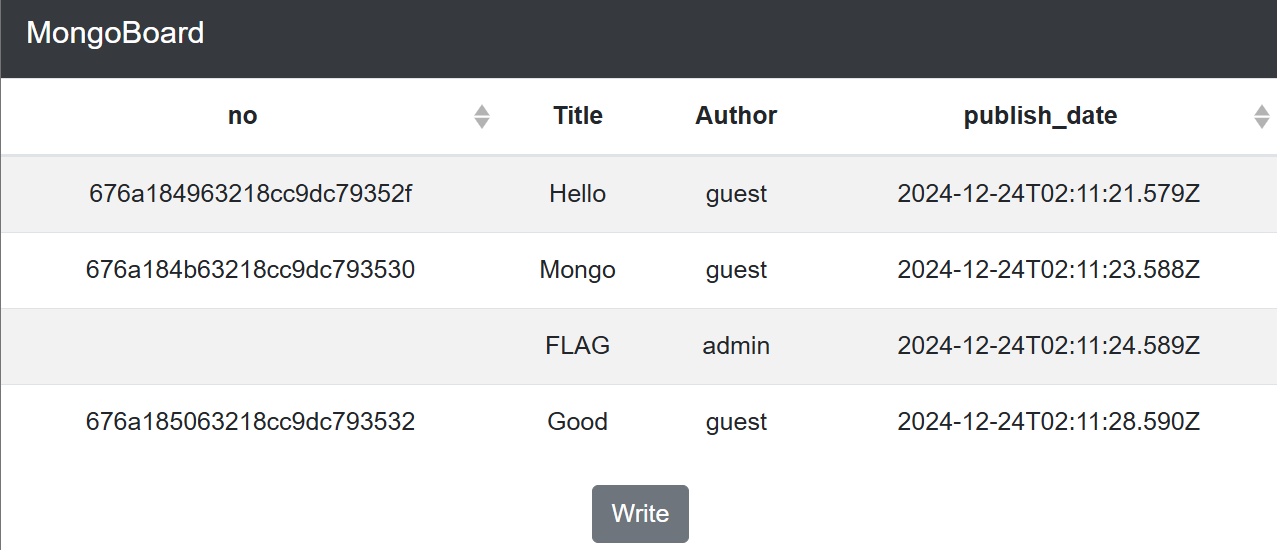 MongoBoard
no Title Author publish_date
676a184963218cc9dc79352f Hello guest 2024-12-24T02:11:21.579Z
676a184b63218cc9dc793530 Mongo guest 2024-12-24T02:11:23.588Z
FLAG admin 2024-12-24T02:11:24.589Z
676a185063218cc9dc793532 Good guest 2024-12-24T02:11:28.590Z
Write